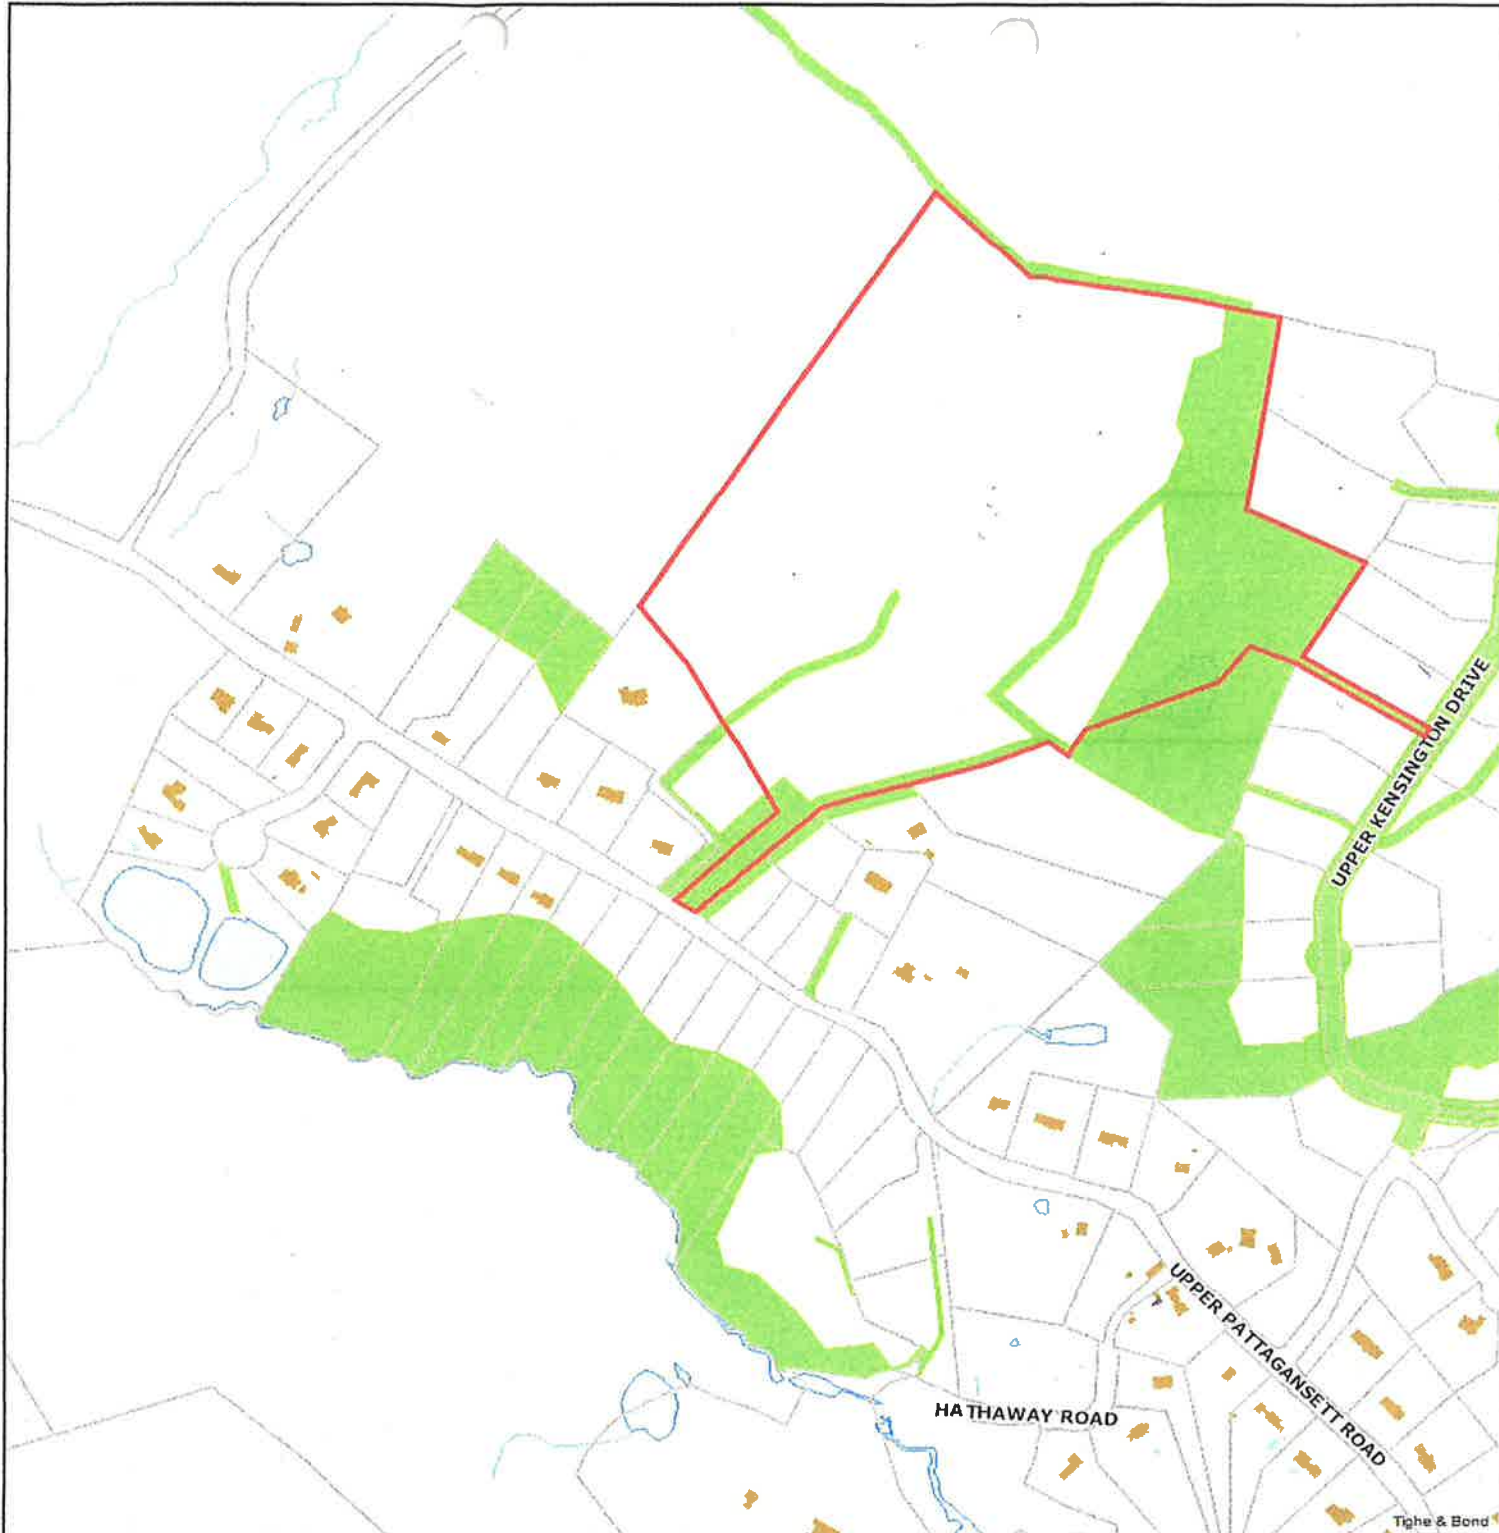 UPPER KENSINGTON DRIVE
UPPER PATTAGANSETT ROAD
HATHAWAY ROAD
Tighe & Bond